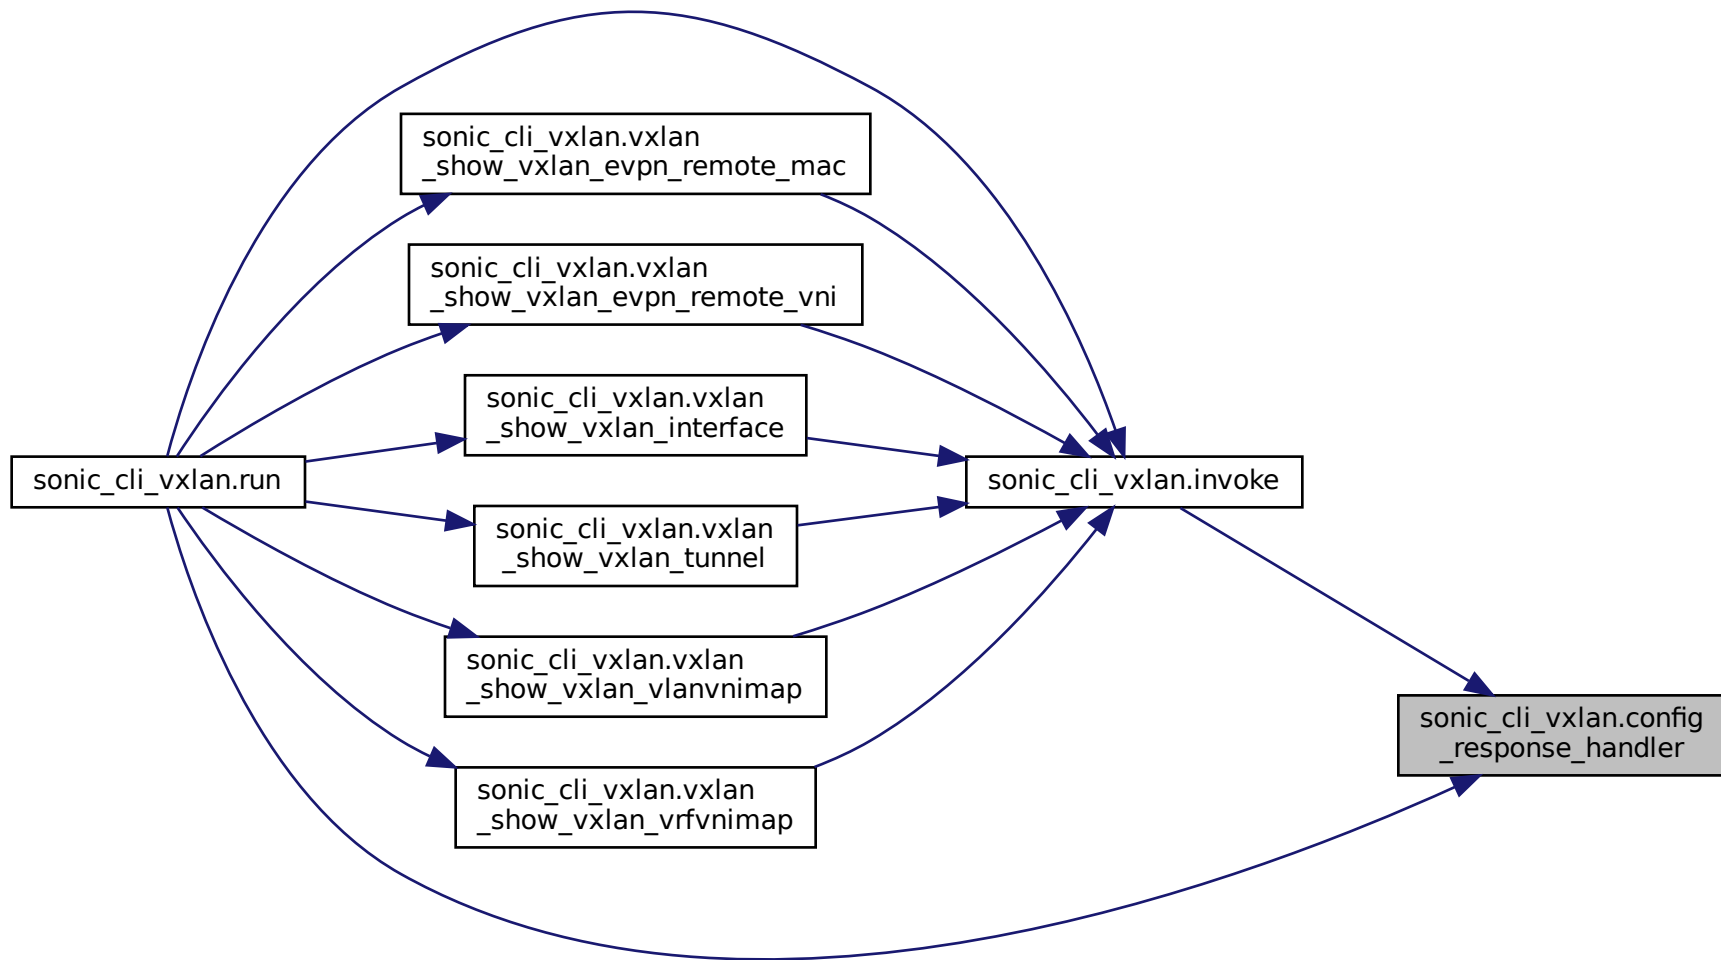 sonic_cli_vxlan.vxlan
_show_vxlan_evpn_remote_mac
sonic_cli_vxlan.vxlan
_show_vxlan_evpn_remote_vni
sonic_cli_vxlan.vxlan
_show_vxlan_interface
sonic_cli_vxlan.run
sonic_cli_vxlan.invoke
sonic_cli_vxlan.vxlan
_show_vxlan_tunnel
sonic_cli_vxlan.vxlan
_show_vxlan_vlanvnimap
sonic_cli_vxlan.config
_response_handler
sonic_cli_vxlan.vxlan
_show_vxlan_vrfvnimap